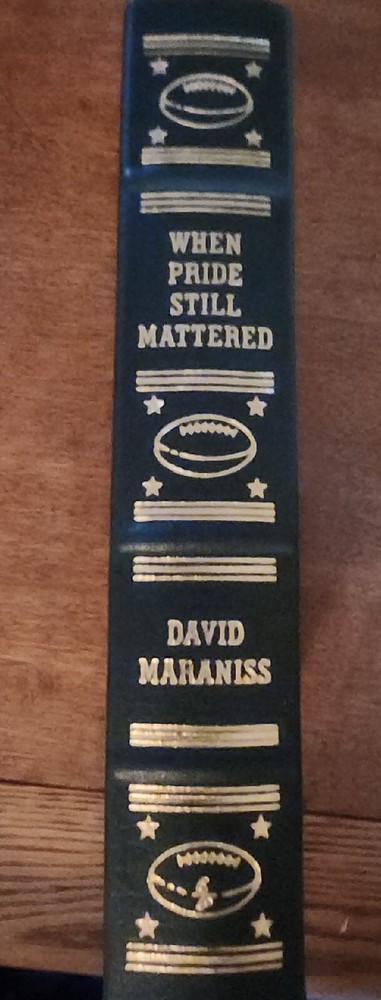 WHEN
PRIDE
STILL
MATTERED
DAVID
MARANISS